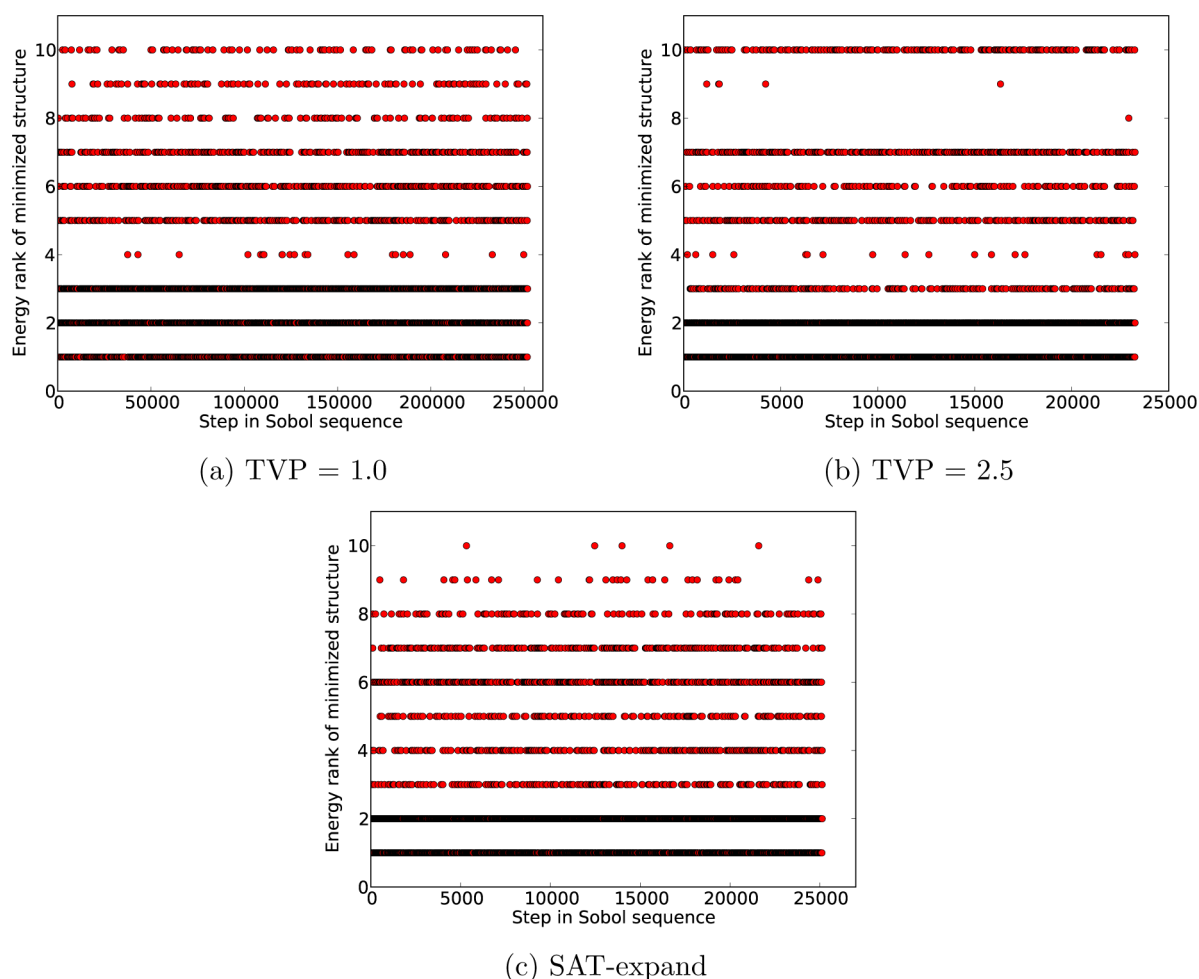 10
8
6
4
2
0
Energy rank of minimized structure
0 50000 100000 150000 200000 250000
Step in Sobol sequence
(a) TVP = 1.0
10
8
6
4
2
0
Energy rank of minimized structure
0 5000 10000 15000 20000 25000
Step in Sobol sequence
(b) TVP = 2.5
10
8
6
4
2
0
Energy rank of minimized structure
0 5000 10000 15000 20000 25000
Step in Sobol sequence
(c) SAT-expand